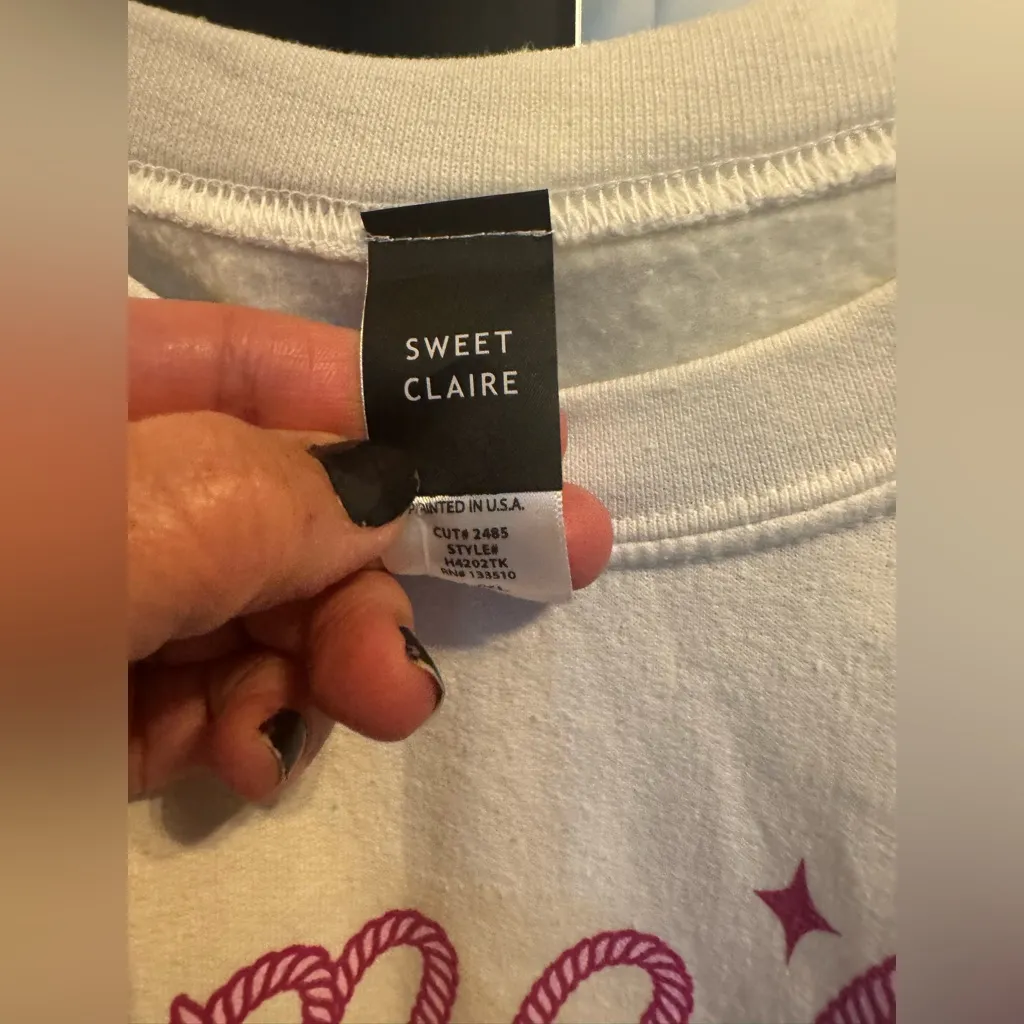 SWEET
CLAIRE
PRINTED IN U.S.A.
CUT# 2485
STYLE#
H4202TK
RN# 133510